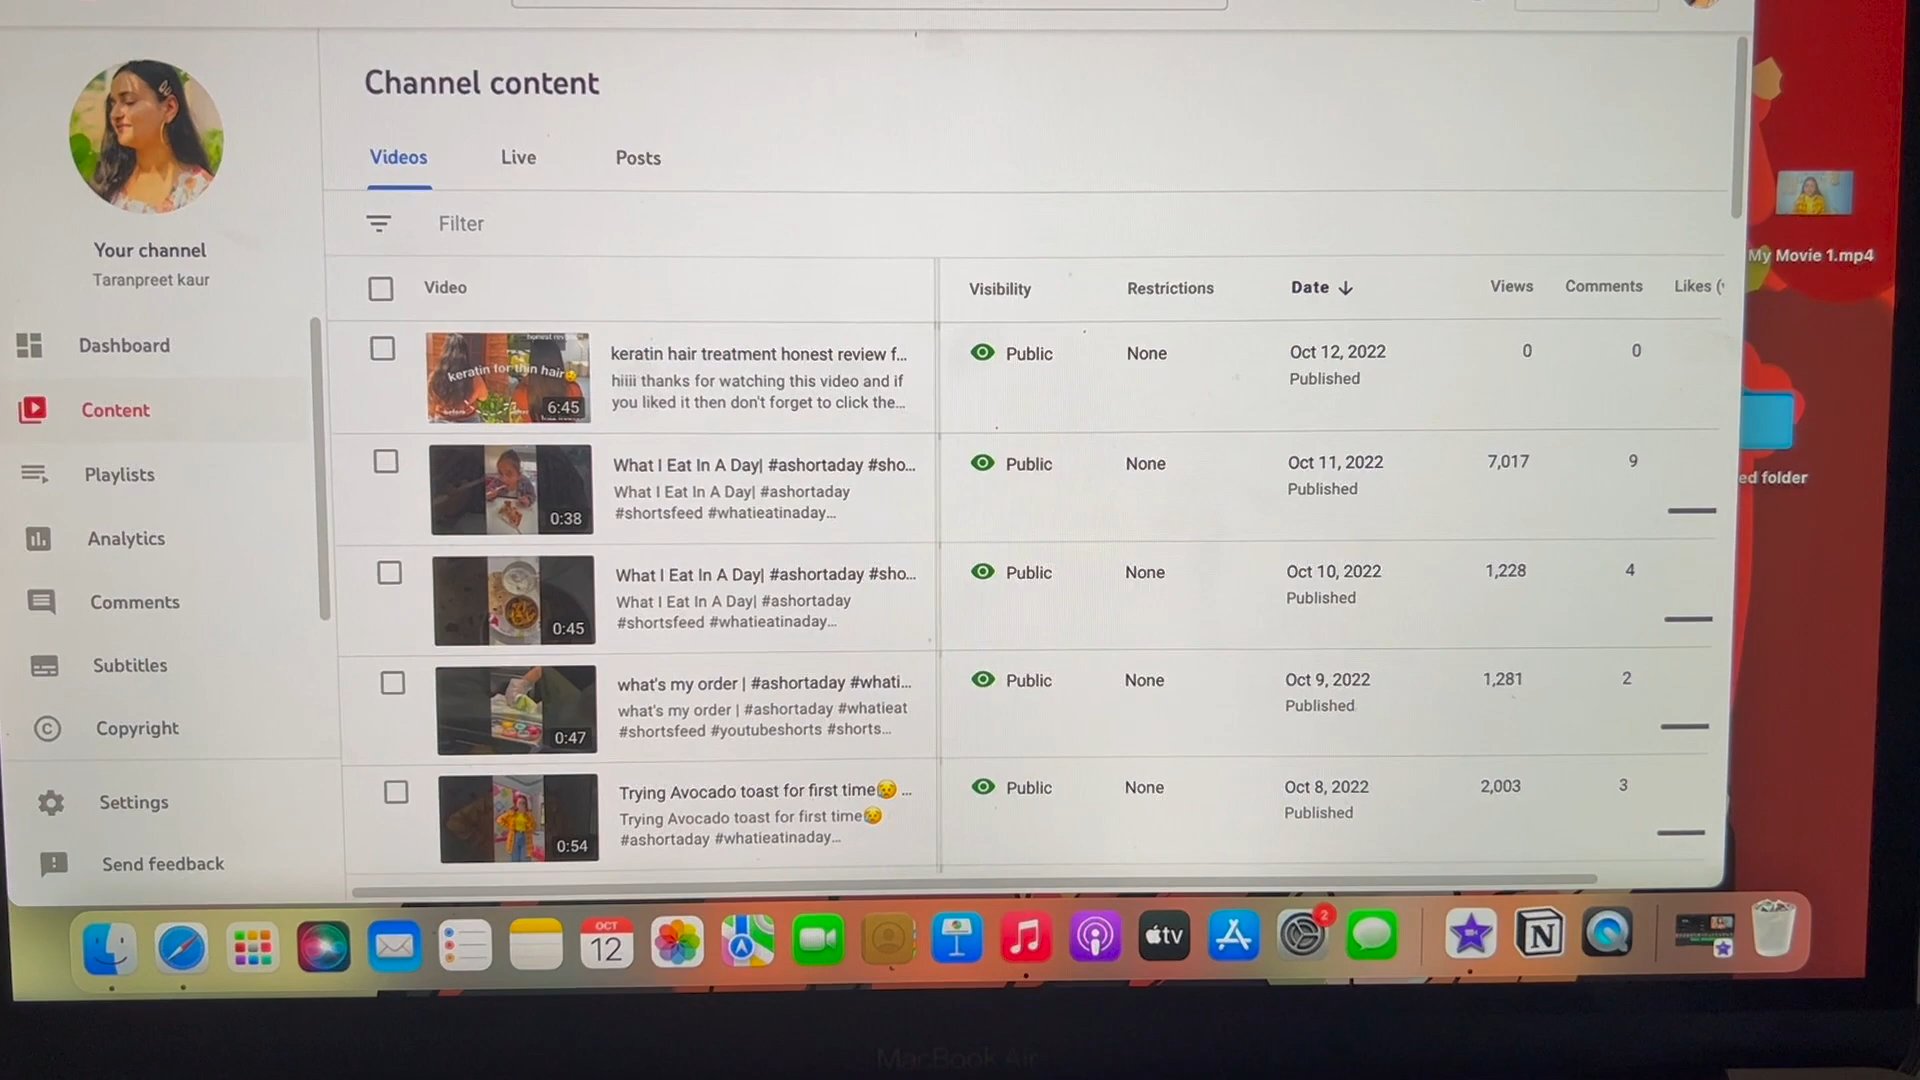 Channel content
Videos Live Posts
Filter
Your channel
Taranpreet kaur
Dashboard
Content
Playlists
Analytics
Comments
Subtitles
Copyright
Settings
Send feedback
Video Visibility Restrictions Date Views Comments Likes (
keratin for thin hair
6:45
keratin hair treatment honest review f...
hiiii thanks for watching this video and if
you liked it then don't forget to click the...
Public None Oct 12, 2022 0 0
Published
0:38
What I Eat In A Day| #ashortaday #sho...
What I Eat In A Day| #ashortaday
#shortsfeed #whatieatinaday...
Public None Oct 11, 2022 7,017 9
Published
0:45
What I Eat In A Day| #ashortaday #sho...
What I Eat In A Day| #ashortaday
#shortsfeed #whatieatinaday...
Public None Oct 10, 2022 1,228 4
Published
0:47
what's my order | #ashortaday #whati...
what's my order | #ashortaday #whatieat
#shortsfeed #youtubeshorts #shorts...
Public None Oct 9, 2022 1,281 2
Published
0:54
Trying Avocado toast for first time😥 ...
Trying Avocado toast for first time😥
#ashortaday #whatieatinaday...
Public None Oct 8, 2022 2,003 3
Published
My Movie 1.mp4
ed folder
OCT
12
tv
2
N
MacBook Air